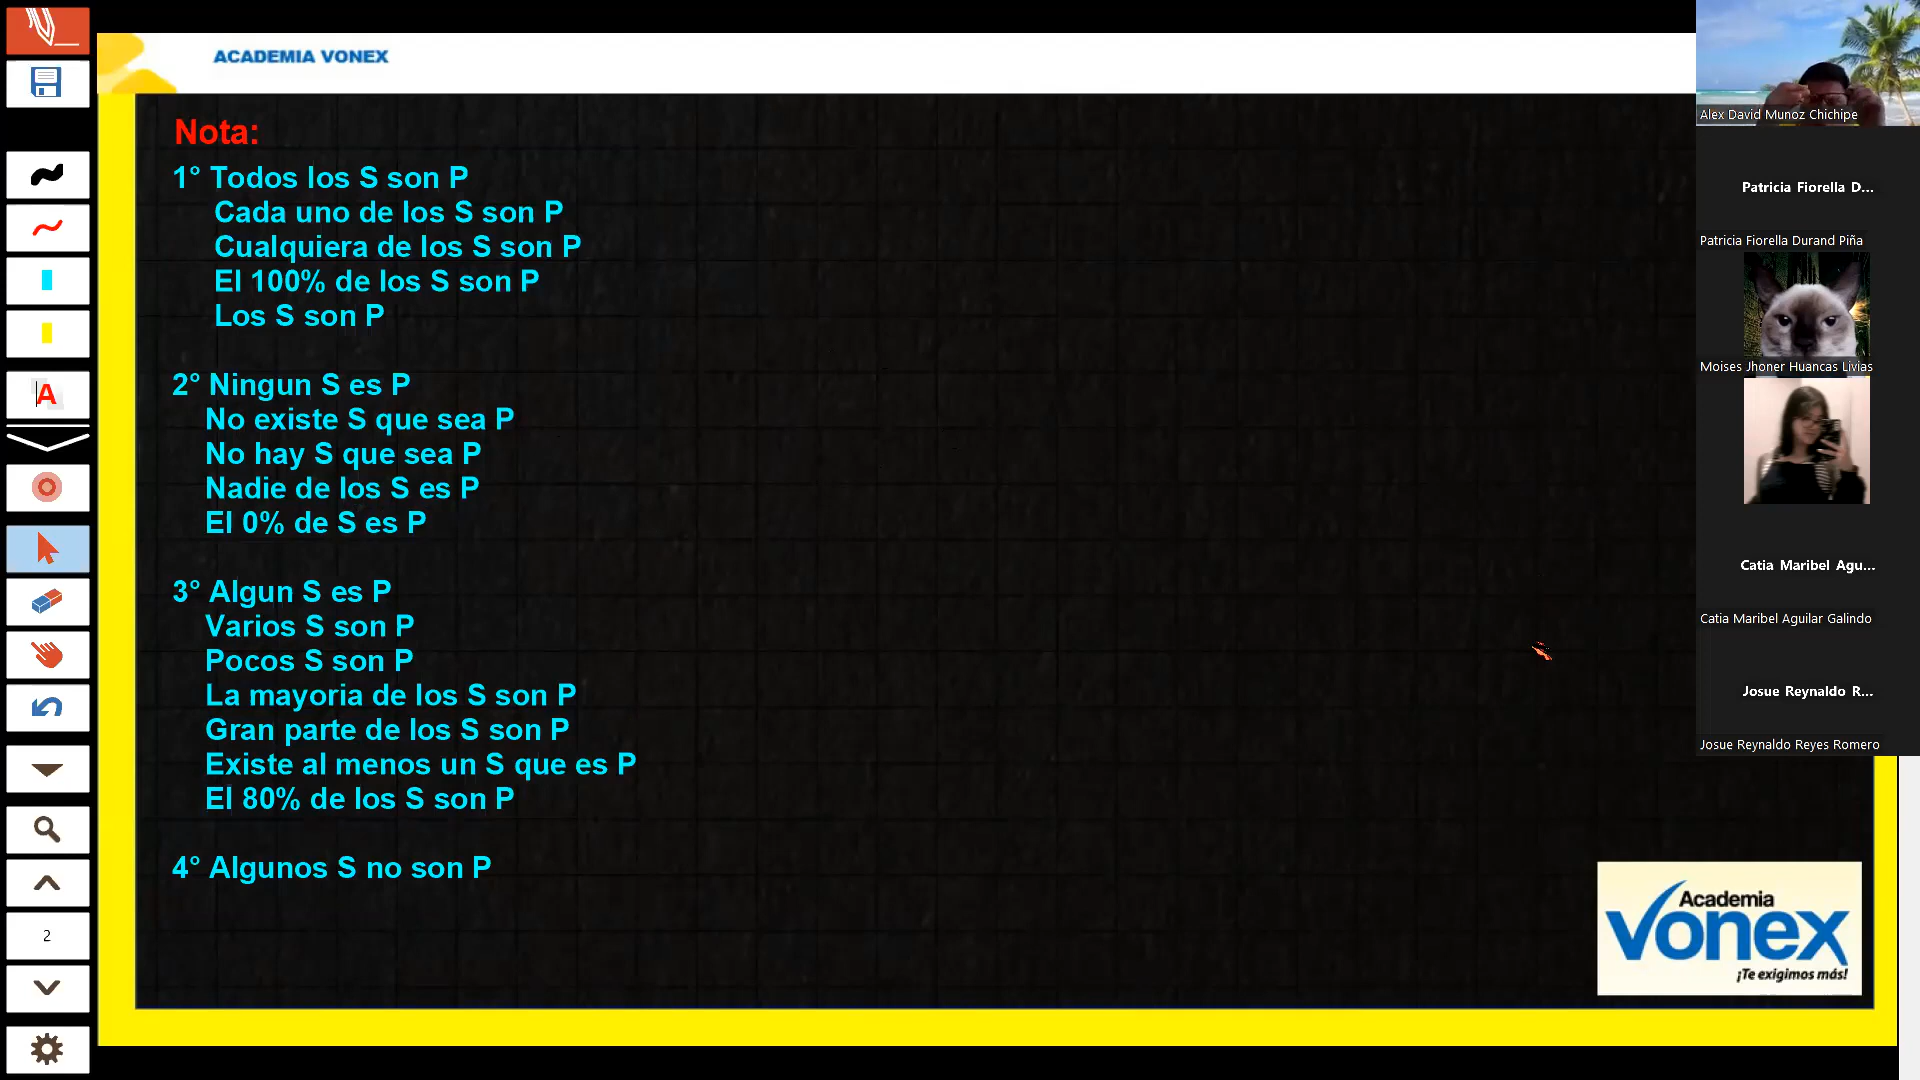 ACADEMIA VONEX
Nota:
1° Todos los S son P
Cada uno de los S son P
Cualquiera de los S son P
El 100% de los S son P
Los S son P
2° Ningun S es P
No existe S que sea P
No hay S que sea P
Nadie de los S es P
El 0% de S es P
3° Algun S es P
Varios S son P
Pocos S son P
La mayoria de los S son P
Gran parte de los S son P
Existe al menos un S que es P
El 80% de los S son P
4° Algunos S no son P
A
2
Alex David Munoz Chichipe
Patricia Fiorella D...
Patricia Fiorella Durand Piña
Moises Jhoner Huancas Livias
Catia Maribel Agu...
Catia Maribel Aguilar Galindo
Josue Reynaldo R...
Josue Reynaldo Reyes Romero
Academia
Vonex
¡Te exigimos más!